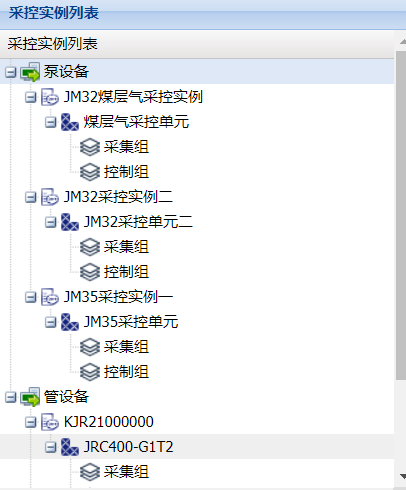 采控实例列表
采控实例列表
泵设备
JM32煤层气采控实例
煤层气采控单元
采集组
控制组
JM32采控实例二
JM32采控单元二
采集组
控制组
JM35采控实例一
JM35采控单元
采集组
控制组
管设备
KJR21000000
JRC400-G1T2
采集组